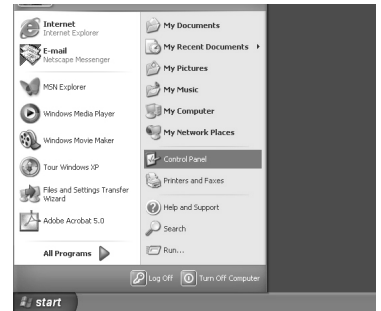 Internet
Internet Explorer
E-mail
Netscape Messenger
MSN Explorer
Windows Media Player
Windows Movie Maker
Tour Windows XP
Files and Settings Transfer
Wizard
Adobe Acrobat 5.0
All Programs
My Documents
My Recent Documents
My Pictures
My Music
My Computer
My Network Places
Control Panel
Printers and Faxes
Help and Support
Search
Run...
Log Off
Turn Off Computer
start